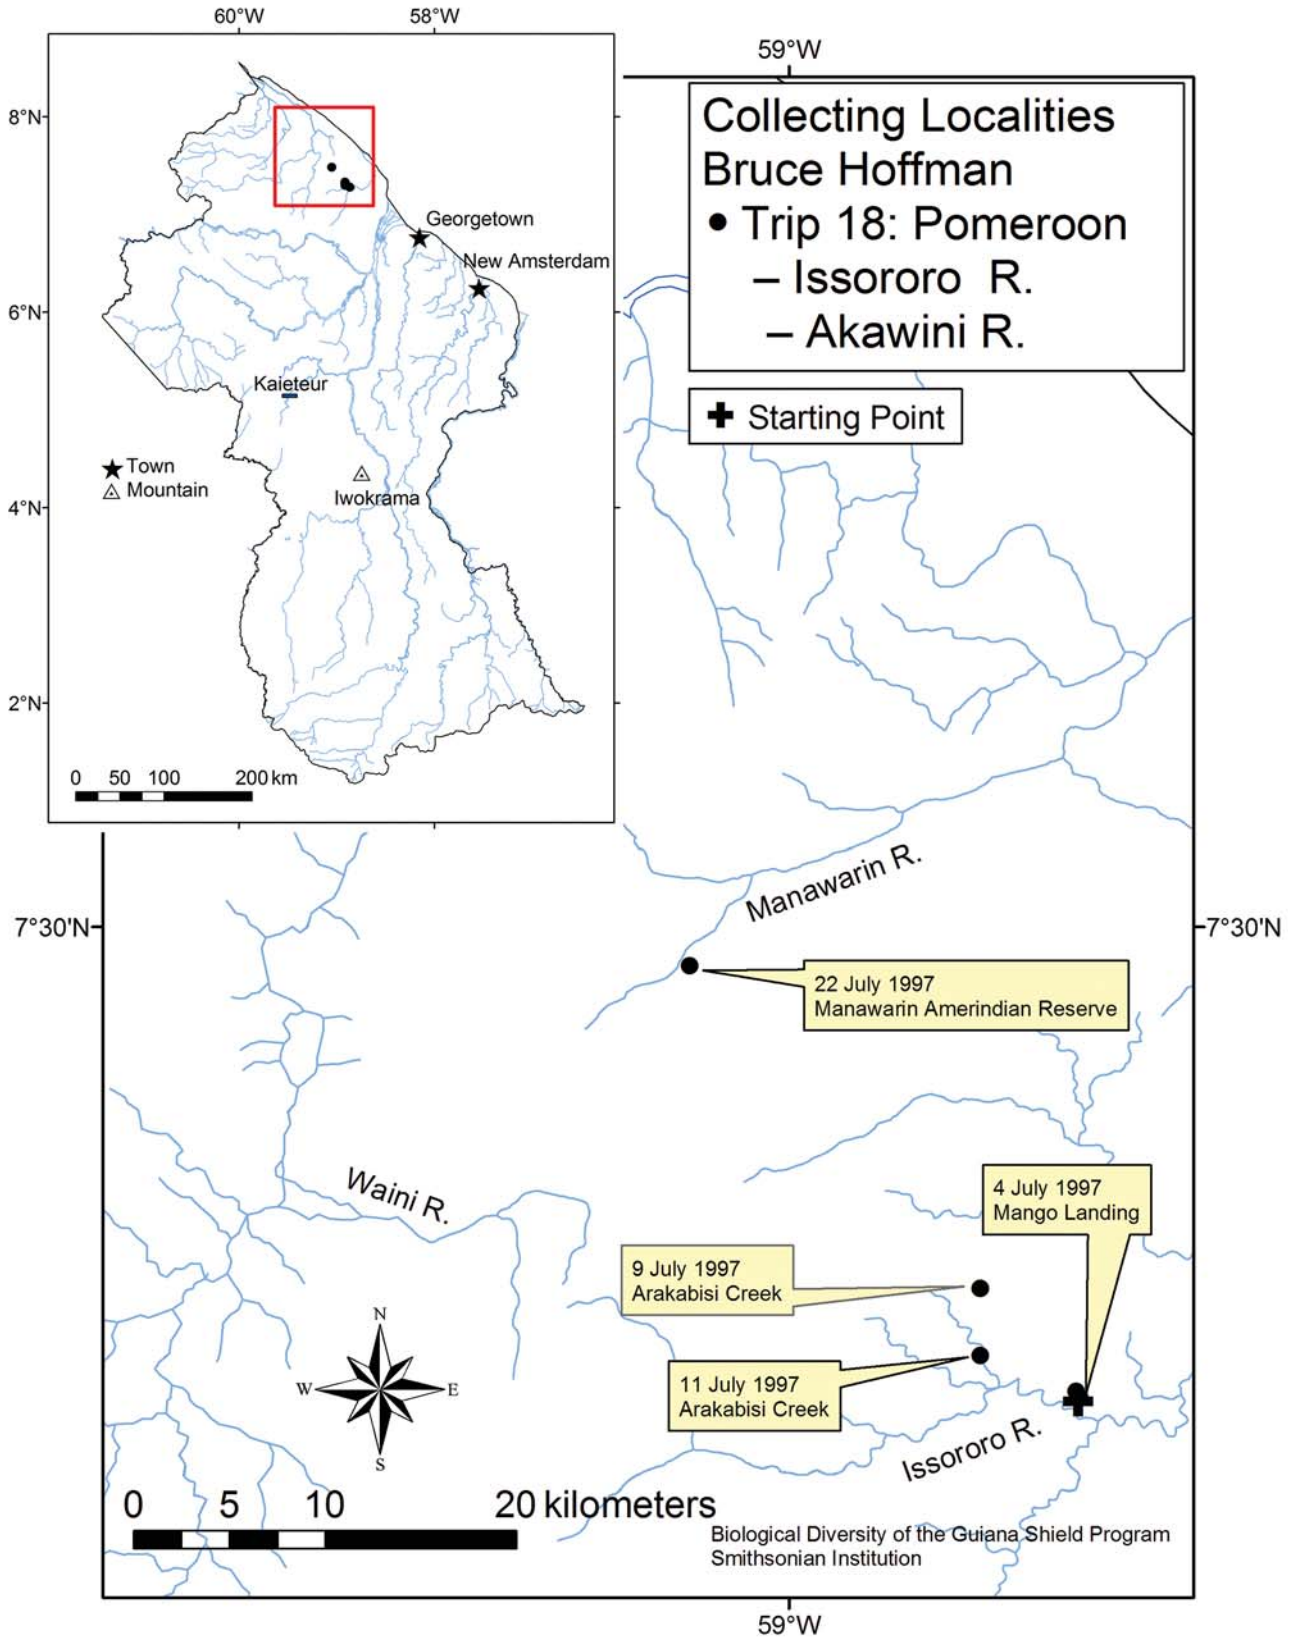 60°W
58°W
8°N
6°N
4°N
2°N
Georgetown
New Amsterdam
Kaieteur
Town
Mountain
Iwokrama
0 50 100 200 km
59°W
Collecting Localities
Bruce Hoffman
Trip 18: Pomeroon
– Issororo R.
– Akawini R.
Starting Point
Manawarin R.
7°30'N
7°30'N
22 July 1997
Manawarin Amerindian Reserve
Waini R.
4 July 1997
Mango Landing
9 July 1997
Arakabisi Creek
11 July 1997
Arakabisi Creek
N
W
E
S
Issororo R.
0 5 10 20 kilometers
Biological Diversity of the Guiana Shield Program
Smithsonian Institution
59°W